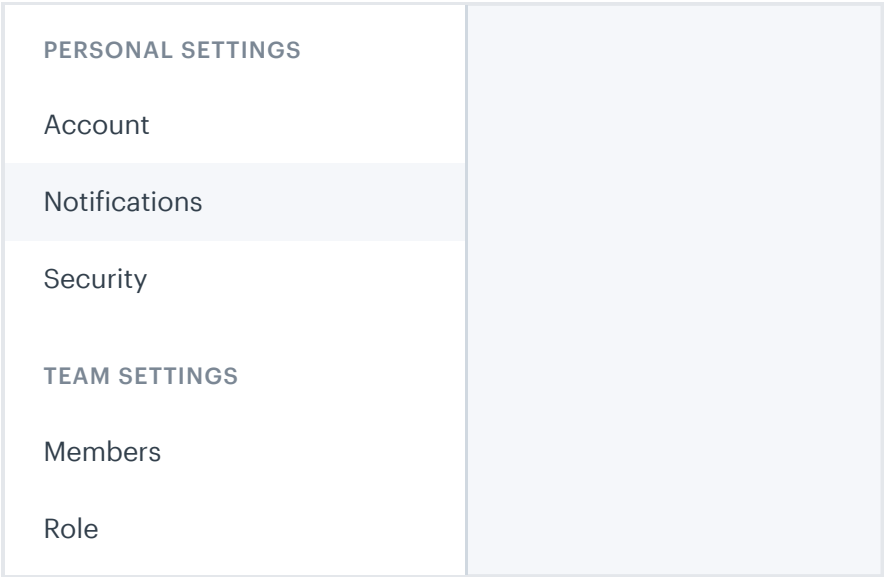 PERSONAL SETTINGS
Account
Notifications
Security
TEAM SETTINGS
Members
Role